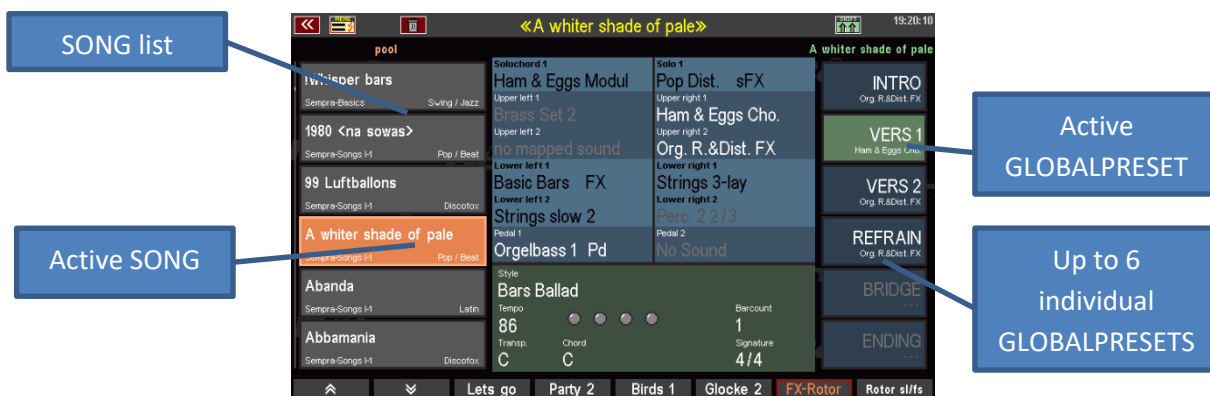 SONG list
Active SONG
MENU
«A whiter shade of pale»
SHIFT
19:20:10
pool
A whiter shade of pale
!Whisper bars
Sempra-Basics Swing / Jazz
1980 <na sowas>
Sempra-Songs I-1 Pop / Beat
99 Luftballons
Sempra-Songs I-1 Discofox
A whiter shade of pale
Sempra-Songs I-1 Pop / Beat
Abanda
Sempra-Songs I-1 Latin
Abbamania
Sempra-Songs I-1 Discofox
Solochord 1 Solo 1
Ham & Eggs Modul Pop Dist. sFX
Upper left 1 Upper right 1
Brass Set 2 Ham & Eggs Cho.
Upper left 2 Upper right 2
no mapped sound Org. R.&Dist. FX
Lower left 1 Lower right 1
Basic Bars FX Strings 3-lay
Lower left 2 Lower right 2
Strings slow 2 Perc. 2 2/3
Pedal 1 Pedal 2
Orgelbass 1 Pd No Sound
Style
Bars Ballad
Tempo Barcount
86 1
Transp. Chord Signature
C C 4/4
INTRO
Org. R.&Dist. FX
VERS 1
Ham & Eggs Cho.
VERS 2
Org. R.&Dist. FX
REFRAIN
Org. R.&Dist. FX
BRIDGE
---
ENDING
---
Lets go Party 2 Birds 1 Glocke 2 FX-Rotor Rotor sl/fs
Active
GLOBALPRESET
Up to 6
individual
GLOBALPRESETS